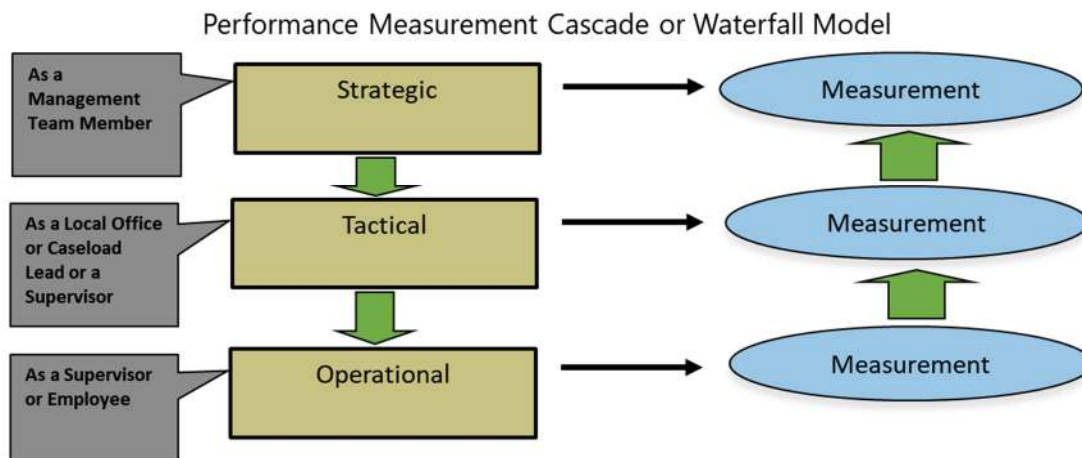 Performance Measurement Cascade or Waterfall Model
As a
Management
Team Member
Strategic
Measurement
As a Local Office
or Caseload
Lead or a
Supervisor
Tactical
Measurement
As a Supervisor
or Employee
Operational
Measurement